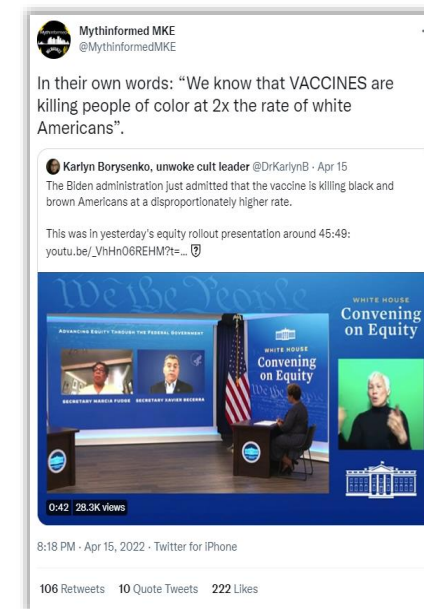 Mythinformed MKE
@MythinformedMKE
In their own words: “We know that VACCINES are
killing people of color at 2x the rate of white
Americans”.
Karlyn Borysenko, unwoke cult leader @DrKarlynB · Apr 15
The Biden administration just admitted that the vaccine is killing black and
brown Americans at a disproportionately higher rate.
This was in yesterday's equity rollout presentation around 45:49:
youtu.be/_VhHn06REHM?t=...
We the People
ADVANCING EQUITY THROUGH THE FEDERAL GOVERNMENT
SECRETARY MARCIA FUDGE SECRETARY XAVIER BECERRA
WHITE HOUSE
Convening
on Equity
WHITE HOUSE
Convening
on Equity
0:42 28.3K views
8:18 PM · Apr 15, 2022 · Twitter for iPhone
106 Retweets 10 Quote Tweets 222 Likes